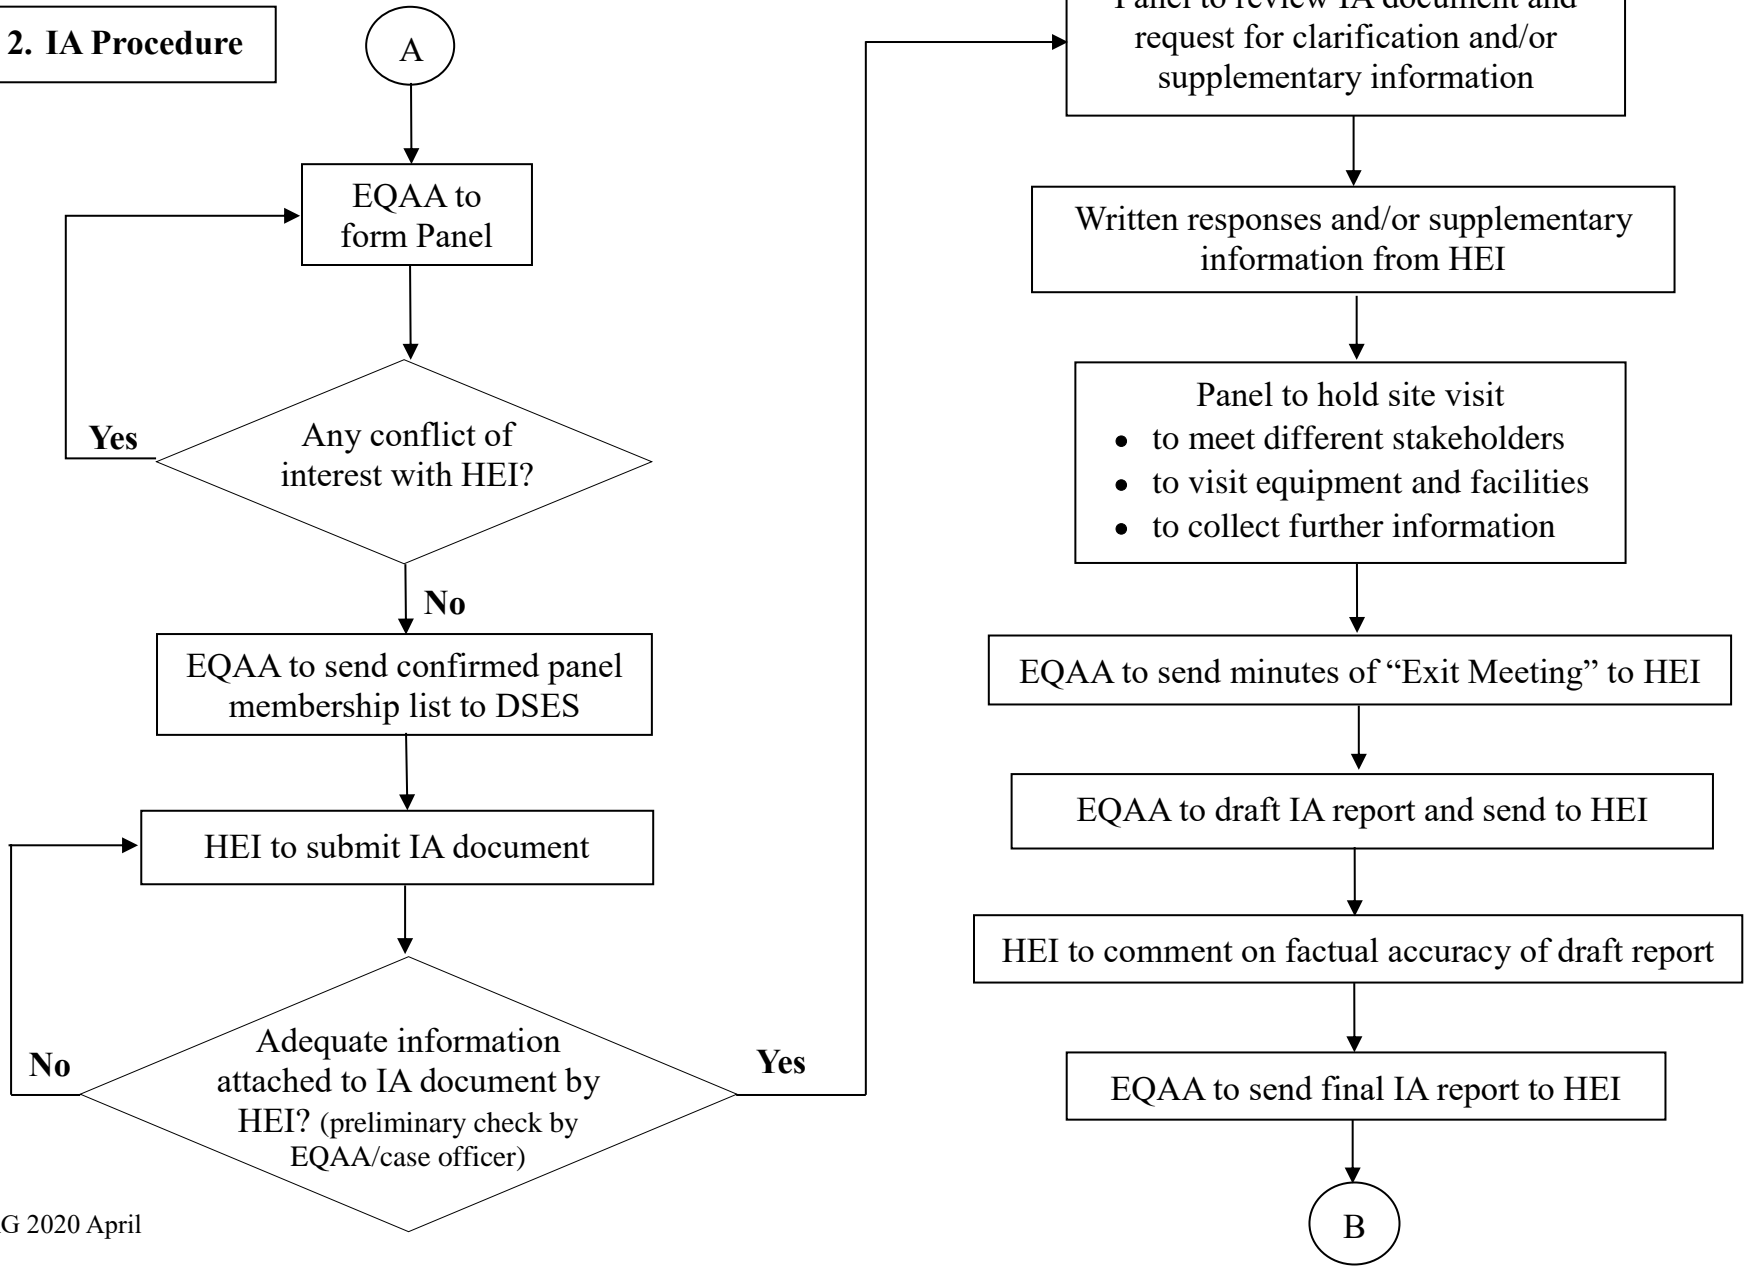 2. IA Procedure
A
EQAA to
form Panel
Yes
Any conflict of
interest with HEI?
No
EQAA to send confirmed panel
membership list to DSES
HEI to submit IA document
No
Adequate information
attached to IA document by
HEI? (preliminary check by
EQAA/case officer)
Yes
G 2020 April
Panel to review IA document and
request for clarification and/or
supplementary information
Written responses and/or supplementary
information from HEI
Panel to hold site visit
• to meet different stakeholders
• to visit equipment and facilities
• to collect further information
EQAA to send minutes of “Exit Meeting” to HEI
EQAA to draft IA report and send to HEI
HEI to comment on factual accuracy of draft report
EQAA to send final IA report to HEI
B